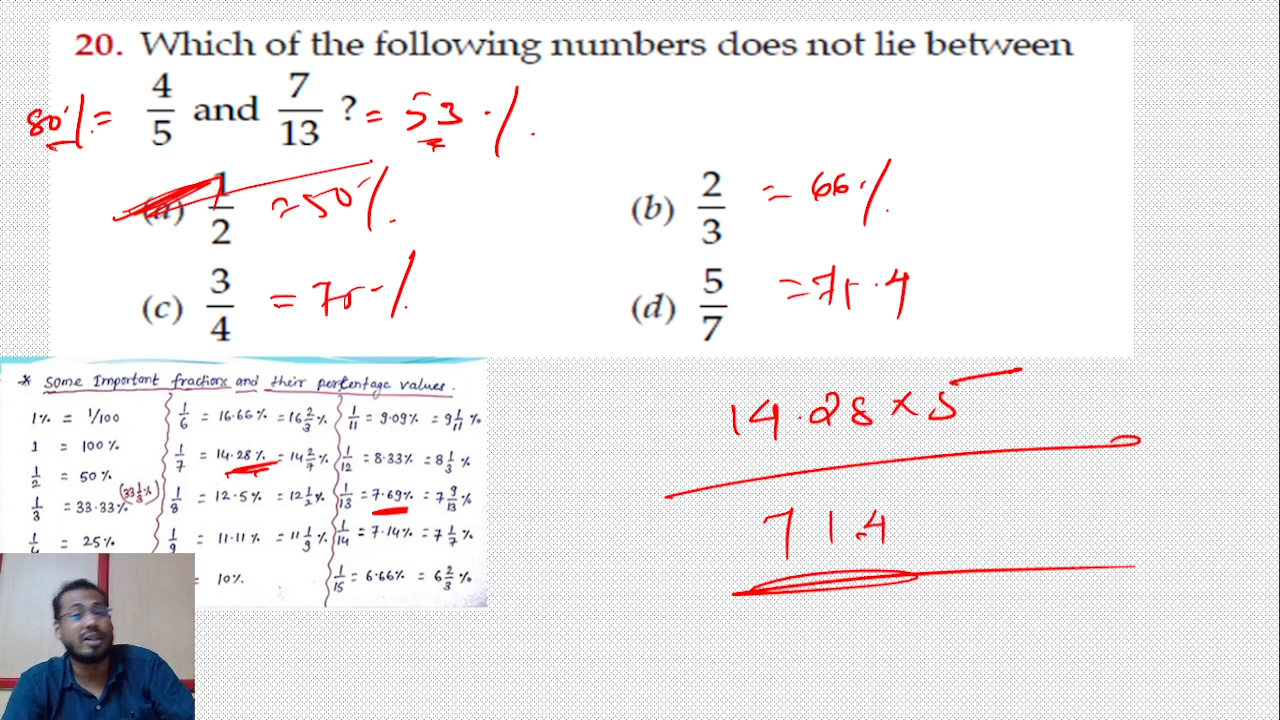 20. Which of the following numbers does not lie between
80% = 4/5 and 7/13 ? = 53 %.
(a) 1/2 = 50%. (b) 2/3 = 66%.
(c) 3/4 = 75% (d) 5/7 = 71.4
* Some Important fractions and their percentage values.
1% = 1/100
1 = 100%
1/2 = 50%
1/3 = 33.33% (33 1/3 %)
= 25%
1/6 = 16.66% = 16 2/3 %
1/7 = 14.28% = 14 2/7 %
1/8 = 12.5% = 12 1/2 %
1/9 = 11.11% = 11 1/9 %
= 10%
1/11 = 9.09% = 9 1/11 %
1/12 = 8.33% = 8 1/3 %
1/13 = 7.69% = 7 9/13 %
1/14 = 7.14% = 7 1/7 %
1/15 = 6.66% = 6 2/3 %
14.28 × 5
71.4